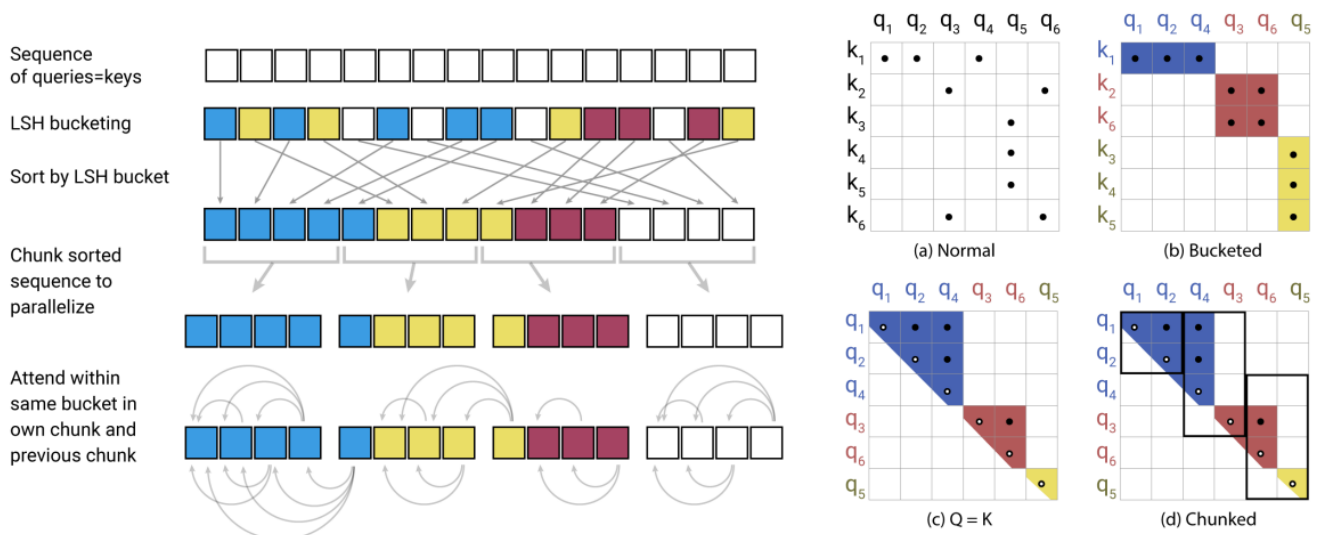 Sequence
of queries=keys
LSH bucketing
Sort by LSH bucket
Chunk sorted
sequence to
parallelize
Attend within
same bucket in
own chunk and
previous chunk
q1 q2 q3 q4 q5 q6
k1
k2
k3
k4
k5
k6
(a) Normal
q1 q2 q4 q3 q6 q5
k1
k2
k6
k3
k4
k5
(b) Bucketed
q1 q2 q4 q3 q6 q5
q1
q2
q4
q3
q6
q5
(c) Q = K
q1 q2 q4 q3 q6 q5
q1
q2
q4
q3
q6
q5
(d) Chunked